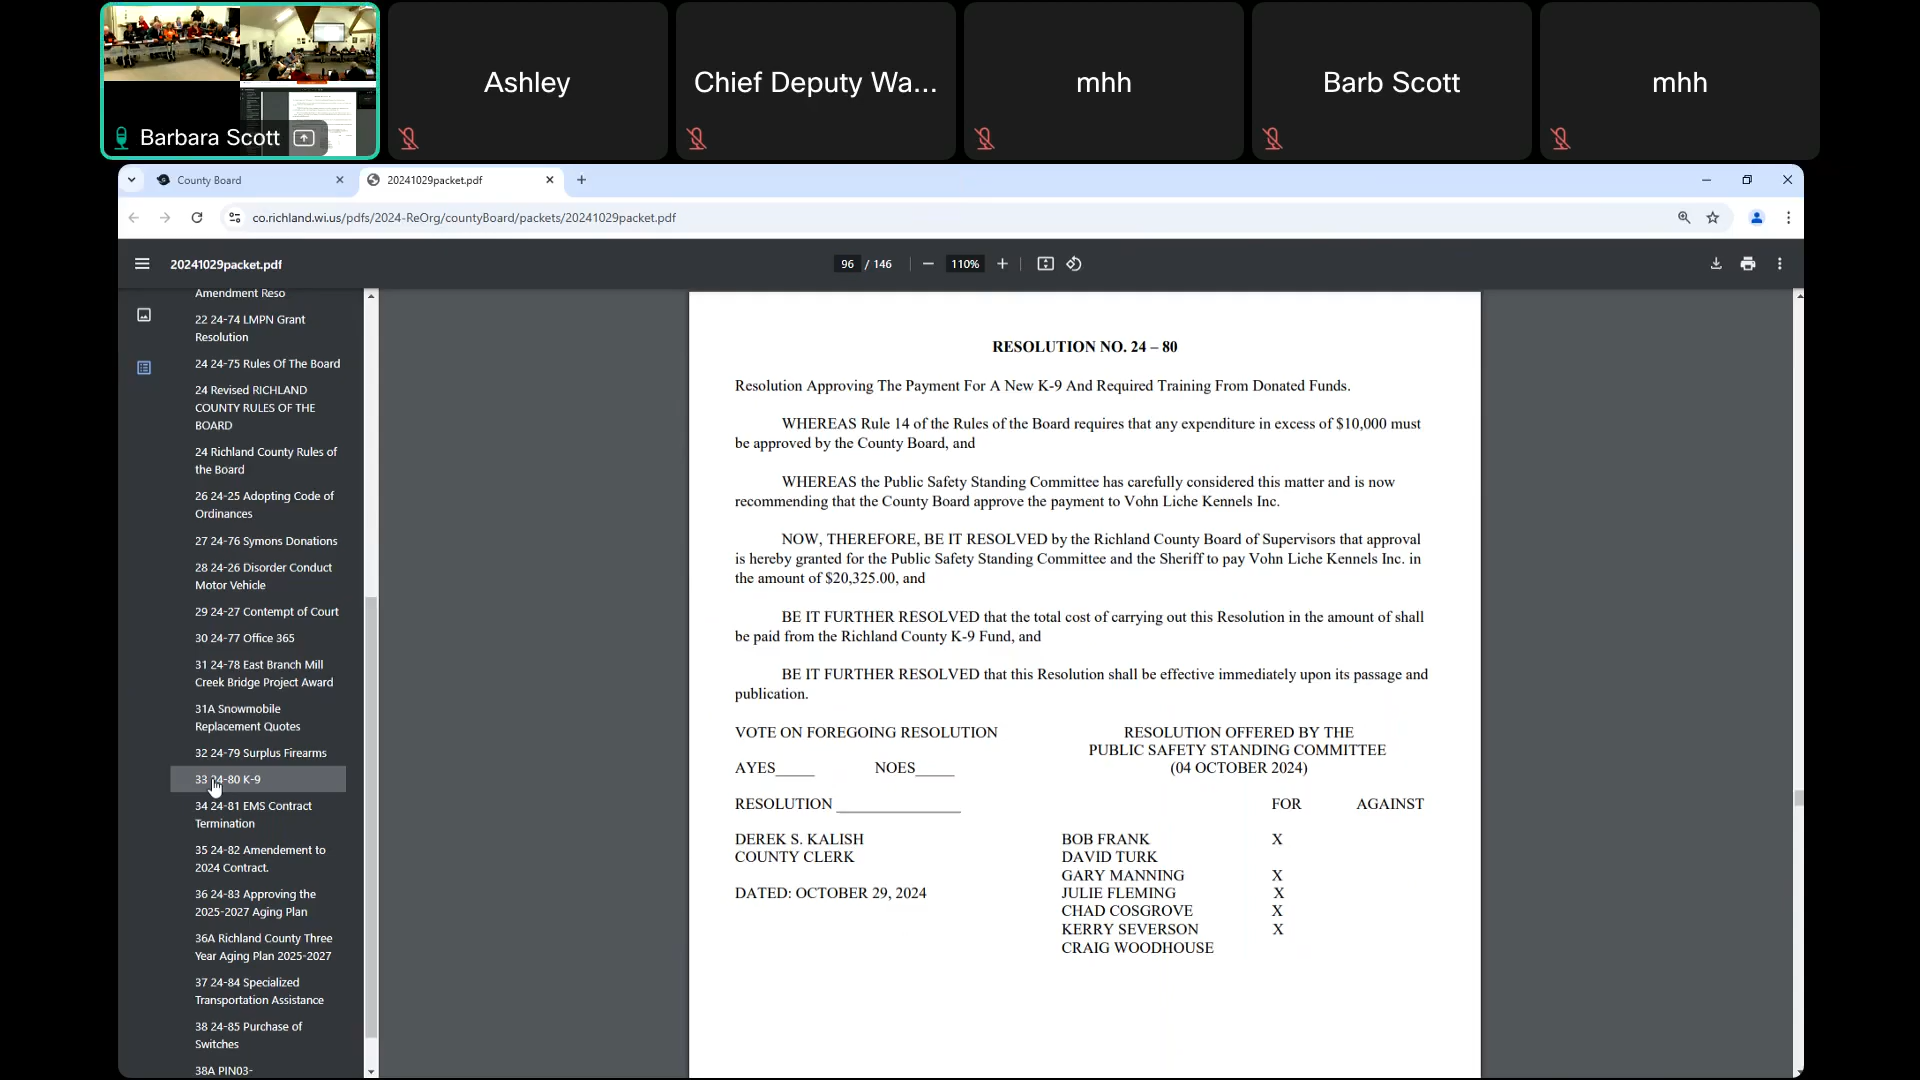 Barbara Scott
Ashley
Chief Deputy Wa...
mhh
Barb Scott
mhh
County Board
20241029packet.pdf
co.richland.wi.us/pdfs/2024-ReOrg/countyBoard/packets/20241029packet.pdf
20241029packet.pdf
96 / 146
110%
Amendment Reso
22 24-74 LMPN Grant
Resolution
24 24-75 Rules Of The Board
24 Revised RICHLAND
COUNTY RULES OF THE
BOARD
24 Richland County Rules of
the Board
26 24-25 Adopting Code of
Ordinances
27 24-76 Symons Donations
28 24-26 Disorder Conduct
Motor Vehicle
29 24-27 Contempt of Court
30 24-77 Office 365
31 24-78 East Branch Mill
Creek Bridge Project Award
31A Snowmobile
Replacement Quotes
32 24-79 Surplus Firearms
33 24-80 K-9
34 24-81 EMS Contract
Termination
35 24-82 Amendement to
2024 Contract.
36 24-83 Approving the
2025-2027 Aging Plan
36A Richland County Three
Year Aging Plan 2025-2027
37 24-84 Specialized
Transportation Assistance
38 24-85 Purchase of
Switches
38A PIN03-
RESOLUTION NO. 24 – 80
Resolution Approving The Payment For A New K-9 And Required Training From Donated Funds.
WHEREAS Rule 14 of the Rules of the Board requires that any expenditure in excess of $10,000 must
be approved by the County Board, and
WHEREAS the Public Safety Standing Committee has carefully considered this matter and is now
recommending that the County Board approve the payment to Vohn Liche Kennels Inc.
NOW, THEREFORE, BE IT RESOLVED by the Richland County Board of Supervisors that approval
is hereby granted for the Public Safety Standing Committee and the Sheriff to pay Vohn Liche Kennels Inc. in
the amount of $20,325.00, and
BE IT FURTHER RESOLVED that the total cost of carrying out this Resolution in the amount of shall
be paid from the Richland County K-9 Fund, and
BE IT FURTHER RESOLVED that this Resolution shall be effective immediately upon its passage and
publication.
VOTE ON FOREGOING RESOLUTION
AYES_____ NOES_____
RESOLUTION ________________
DEREK S. KALISH
COUNTY CLERK
DATED: OCTOBER 29, 2024
RESOLUTION OFFERED BY THE
PUBLIC SAFETY STANDING COMMITTEE
(04 OCTOBER 2024)
FOR AGAINST
BOB FRANK X
DAVID TURK
GARY MANNING X
JULIE FLEMING X
CHAD COSGROVE X
KERRY SEVERSON X
CRAIG WOODHOUSE